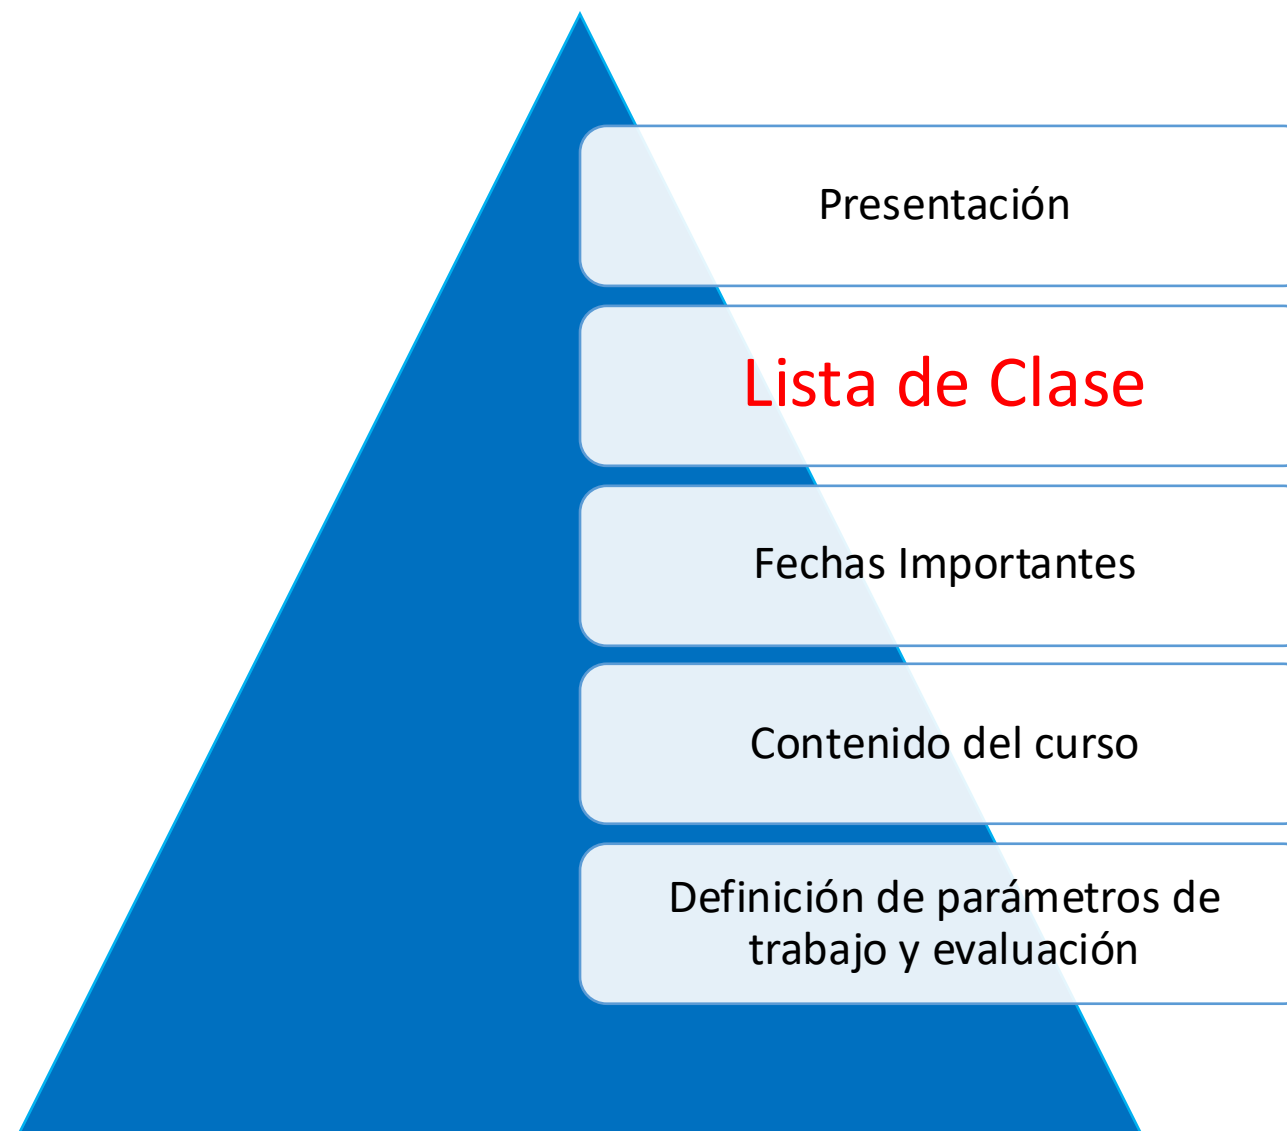 Presentación
Lista de Clase
Fechas Importantes
Contenido del curso
Definición de parámetros de
trabajo y evaluación